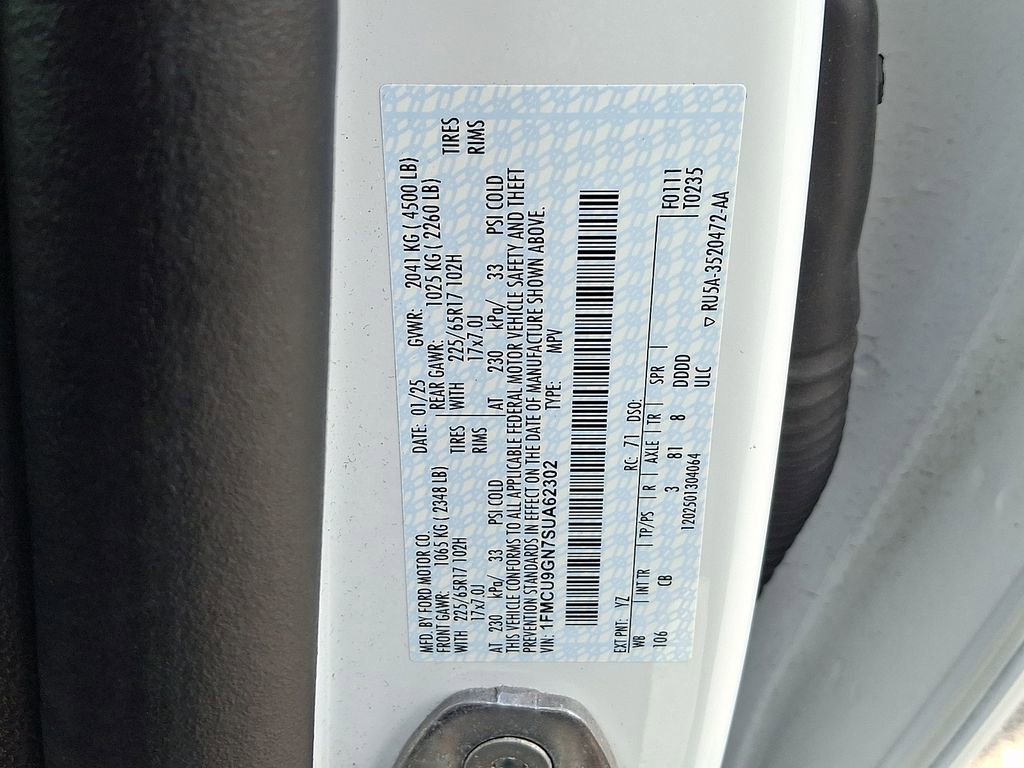 MFD. BY FORD MOTOR CO. DATE: 01/25 GVWR: 2041 KG ( 4500 LB)
FRONT GAWR: 1065 KG ( 2348 LB) REAR GAWR: 1025 KG ( 2260 LB)
WITH 225/65R17 102H TIRES WITH 225/65R17 102H TIRES
17x7.0J RIMS 17x7.0J RIMS
AT 230 kPa/ 33 PSI COLD AT 230 kPa/ 33 PSI COLD
THIS VEHICLE CONFORMS TO ALL APPLICABLE FEDERAL MOTOR VEHICLE SAFETY AND THEFT
PREVENTION STANDARDS IN EFFECT ON THE DATE OF MANUFACTURE SHOWN ABOVE.
VIN: 1FMCU9GN7SUA62302 TYPE: MPV
EXT PNT: YZ RC: 71 DSO: F0111
WB INT TR TP/PS R AXLE TR SPR T0235
106 CB 3 81 8 DDDD
1202501304064 ULC ▽ RU5A-3520472-AA